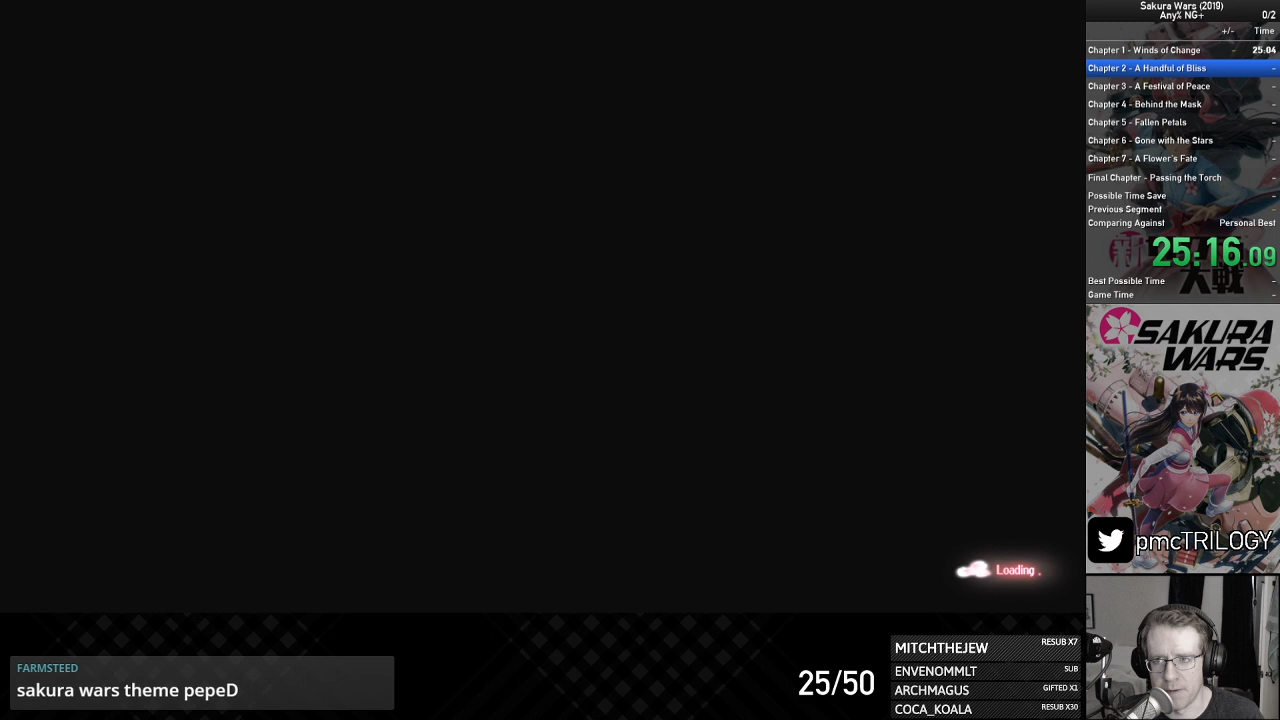 Sakura Wars (2019)
Any% NG+
0/2
+/- Time
Chapter 1 - Winds of Change - 25.04
Chapter 2 - A Handful of Bliss -
Chapter 3 - A Festival of Peace -
Chapter 4 - Behind the Mask -
Chapter 5 - Fallen Petals -
Chapter 6 - Gone with the Stars -
Chapter 7 - A Flower's Fate -
Final Chapter - Passing the Torch -
Possible Time Save -
Previous Segment -
Comparing Against Personal Best
25:16.09
新
大戦
Best Possible Time -
Game Time -
SAKURA
WARS
pmcTRILOGY
Loading .
FARMSTEED
sakura wars theme pepeD
25/50
MITCHTHEJEW RESUB X7
ENVENOMMLT SUB
ARCHMAGUS GIFTED X1
COCA_KOALA RESUB X30